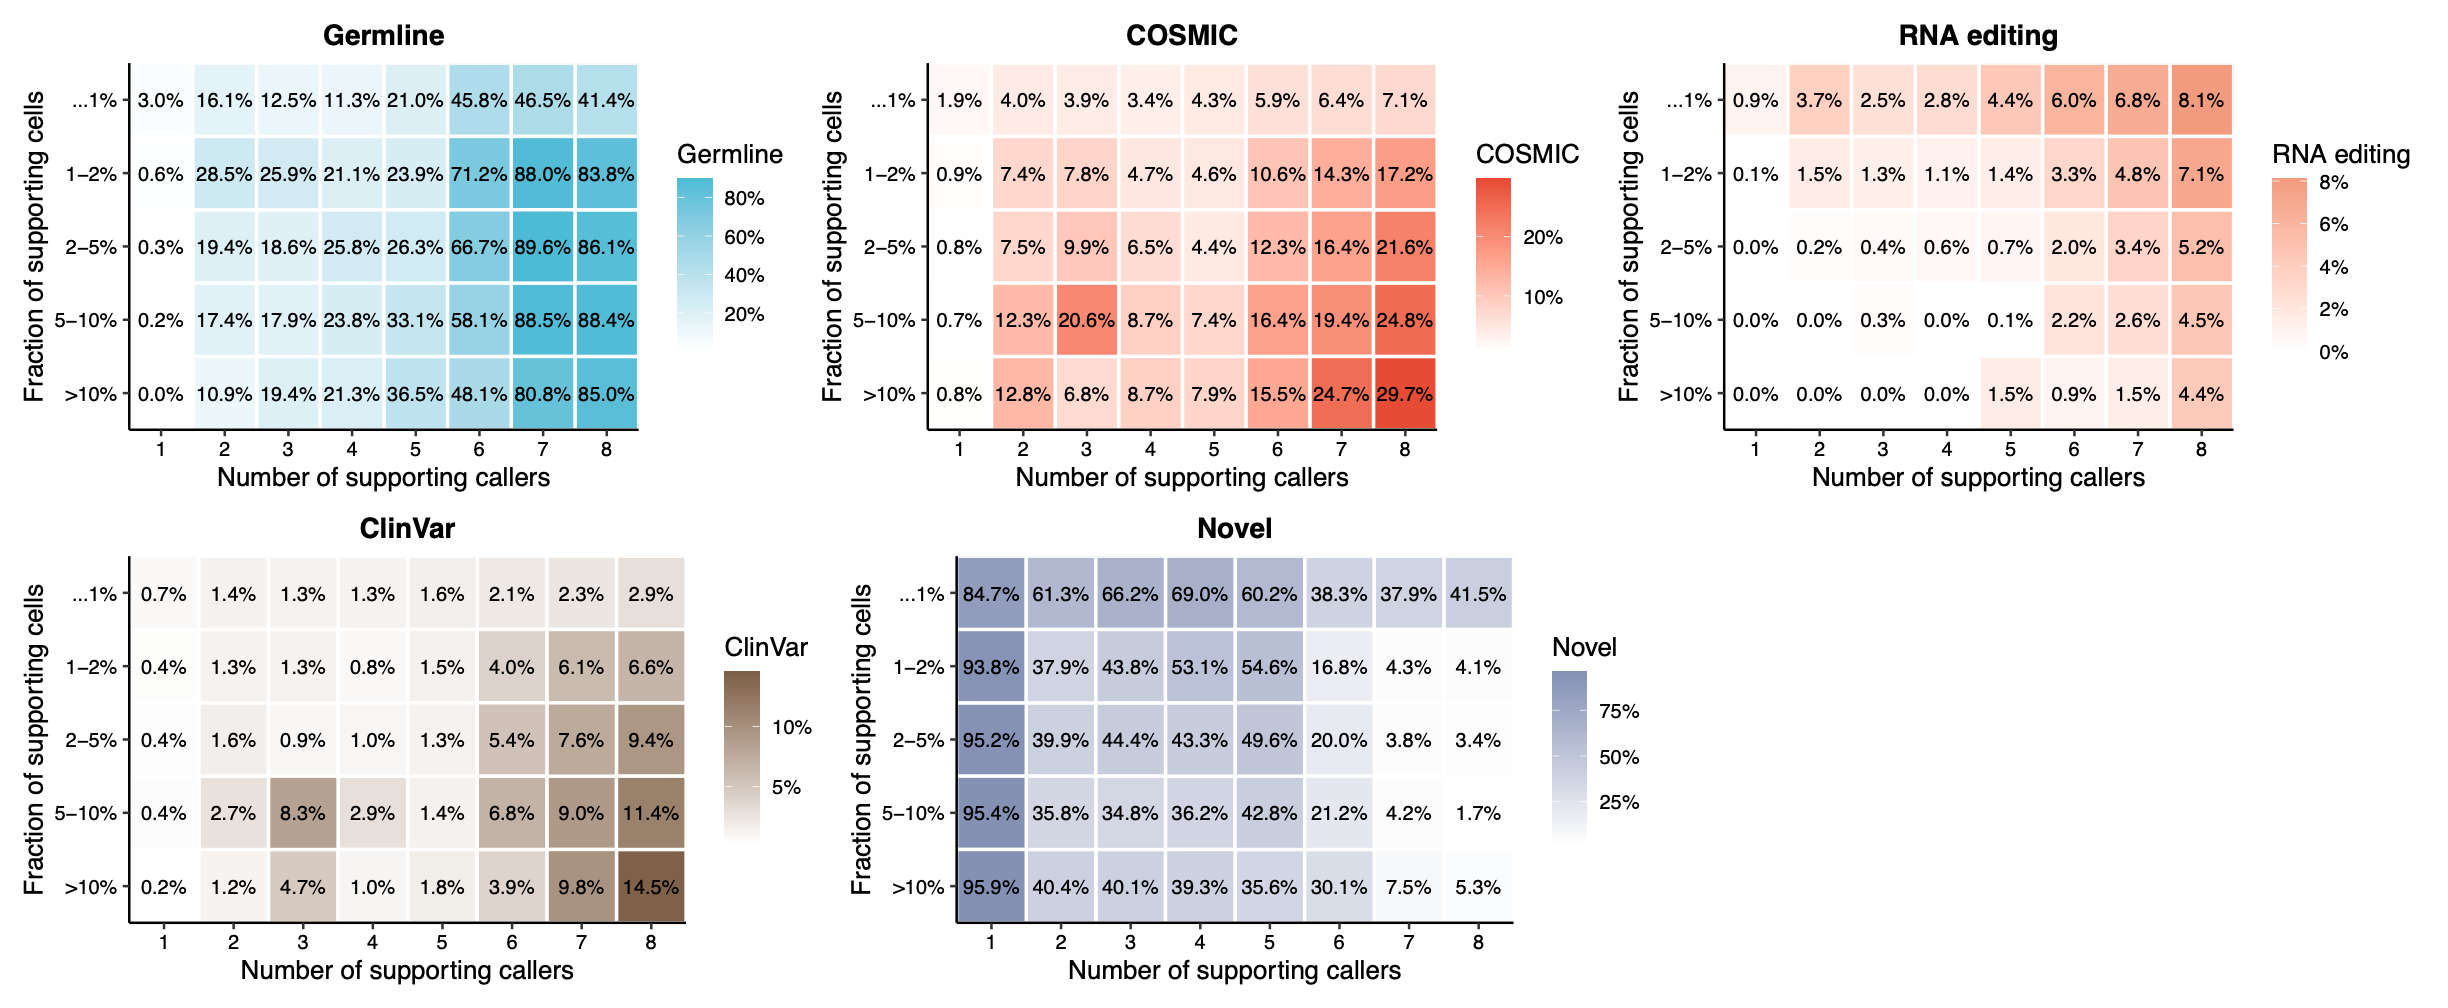 Germline
Fraction of supporting cells
...1% 3.0% 16.1% 12.5% 11.3% 21.0% 45.8% 46.5% 41.4%
1−2% 0.6% 28.5% 25.9% 21.1% 23.9% 71.2% 88.0% 83.8%
2−5% 0.3% 19.4% 18.6% 25.8% 26.3% 66.7% 89.6% 86.1%
5−10% 0.2% 17.4% 17.9% 23.8% 33.1% 58.1% 88.5% 88.4%
>10% 0.0% 10.9% 19.4% 21.3% 36.5% 48.1% 80.8% 85.0%
1 2 3 4 5 6 7 8
Number of supporting callers
Germline
80%
60%
40%
20%
COSMIC
Fraction of supporting cells
...1% 1.9% 4.0% 3.9% 3.4% 4.3% 5.9% 6.4% 7.1%
1−2% 0.9% 7.4% 7.8% 4.7% 4.6% 10.6% 14.3% 17.2%
2−5% 0.8% 7.5% 9.9% 6.5% 4.4% 12.3% 16.4% 21.6%
5−10% 0.7% 12.3% 20.6% 8.7% 7.4% 16.4% 19.4% 24.8%
>10% 0.8% 12.8% 6.8% 8.7% 7.9% 15.5% 24.7% 29.7%
1 2 3 4 5 6 7 8
Number of supporting callers
COSMIC
20%
10%
RNA editing
Fraction of supporting cells
...1% 0.9% 3.7% 2.5% 2.8% 4.4% 6.0% 6.8% 8.1%
1−2% 0.1% 1.5% 1.3% 1.1% 1.4% 3.3% 4.8% 7.1%
2−5% 0.0% 0.2% 0.4% 0.6% 0.7% 2.0% 3.4% 5.2%
5−10% 0.0% 0.0% 0.3% 0.0% 0.1% 2.2% 2.6% 4.5%
>10% 0.0% 0.0% 0.0% 0.0% 1.5% 0.9% 1.5% 4.4%
1 2 3 4 5 6 7 8
Number of supporting callers
RNA editing
8%
6%
4%
2%
0%
ClinVar
Fraction of supporting cells
...1% 0.7% 1.4% 1.3% 1.3% 1.6% 2.1% 2.3% 2.9%
1−2% 0.4% 1.3% 1.3% 0.8% 1.5% 4.0% 6.1% 6.6%
2−5% 0.4% 1.6% 0.9% 1.0% 1.3% 5.4% 7.6% 9.4%
5−10% 0.4% 2.7% 8.3% 2.9% 1.4% 6.8% 9.0% 11.4%
>10% 0.2% 1.2% 4.7% 1.0% 1.8% 3.9% 9.8% 14.5%
1 2 3 4 5 6 7 8
Number of supporting callers
ClinVar
10%
5%
Novel
Fraction of supporting cells
...1% 84.7% 61.3% 66.2% 69.0% 60.2% 38.3% 37.9% 41.5%
1−2% 93.8% 37.9% 43.8% 53.1% 54.6% 16.8% 4.3% 4.1%
2−5% 95.2% 39.9% 44.4% 43.3% 49.6% 20.0% 3.8% 3.4%
5−10% 95.4% 35.8% 34.8% 36.2% 42.8% 21.2% 4.2% 1.7%
>10% 95.9% 40.4% 40.1% 39.3% 35.6% 30.1% 7.5% 5.3%
1 2 3 4 5 6 7 8
Number of supporting callers
Novel
75%
50%
25%